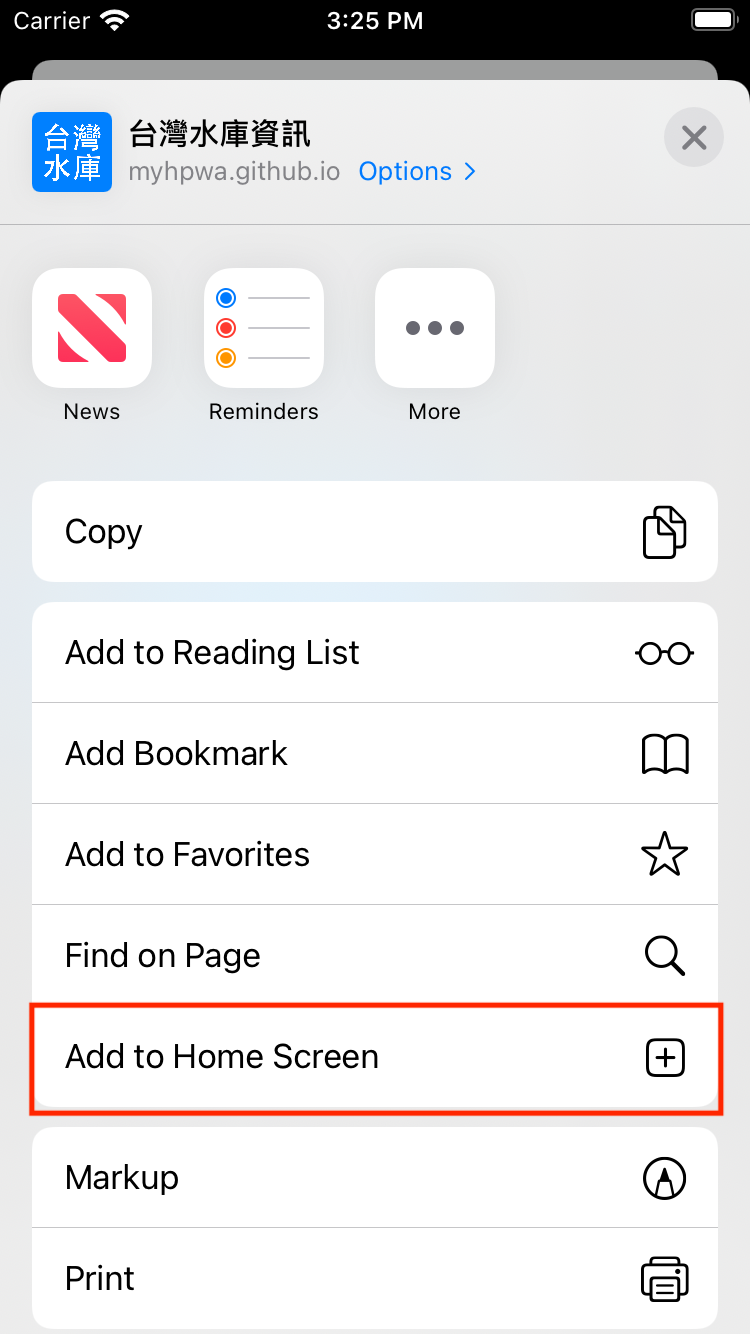 Carrier
3:25 PM
台灣
水庫
台灣水庫資訊
myhpwa.github.io Options
News
Reminders
More
Copy
Add to Reading List
Add Bookmark
Add to Favorites
Find on Page
Add to Home Screen
Markup
Print